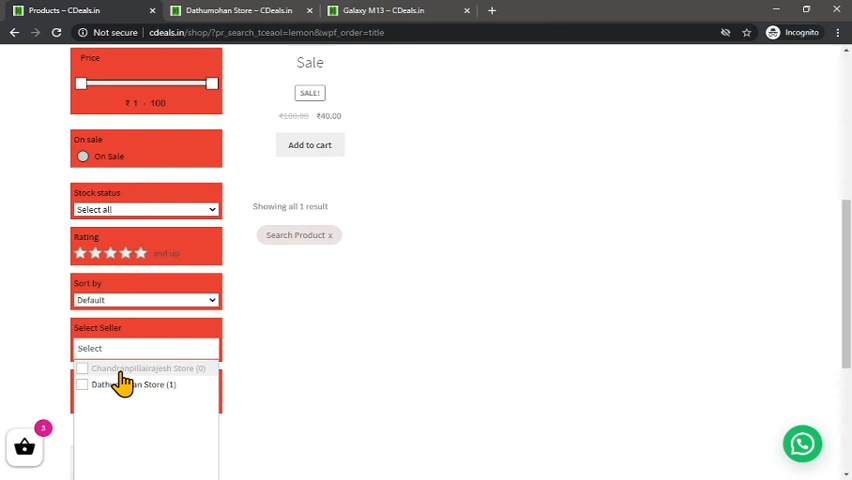 Products – CDeals.in
Dathumohan Store – CDeals.in
Galaxy M13 – CDeals.in
cdeals.in/shop/?pr_search_tceaol=lemon&wpf_order=title
Incognito
Price
₹ 1 - 100
Sale
SALE!
₹100.00 ₹40.00
Add to cart
On sale
On Sale
Stock status
Select all
Showing all 1 result
Rating
and up
Search Product x
Sort by
Default
Select Seller
Select
Chandranpillairajesh Store (0)
Dathumohan Store (1)
3